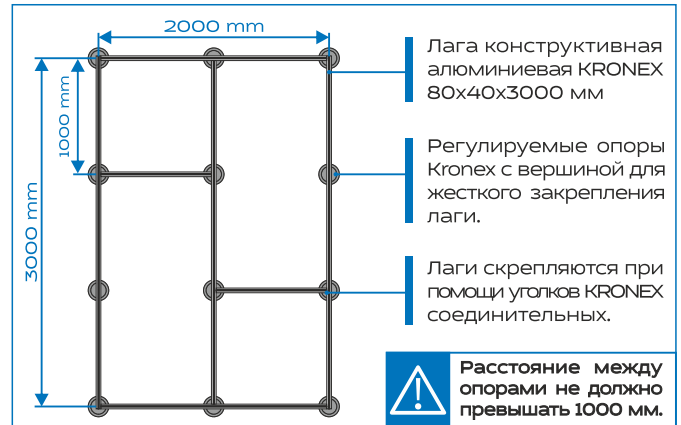 2000 mm
1000 mm
3000 mm
Лага конструктивная
алюминиевая KRONEX
80х40х3000 мм
Регулируемые опоры
Kronex с вершиной для
жесткого закрепления
лаги.
Лаги скрепляются при
помощи уголков KRONEX
соединительных.
Расстояние между
опорами не должно
превышать 1000 мм.